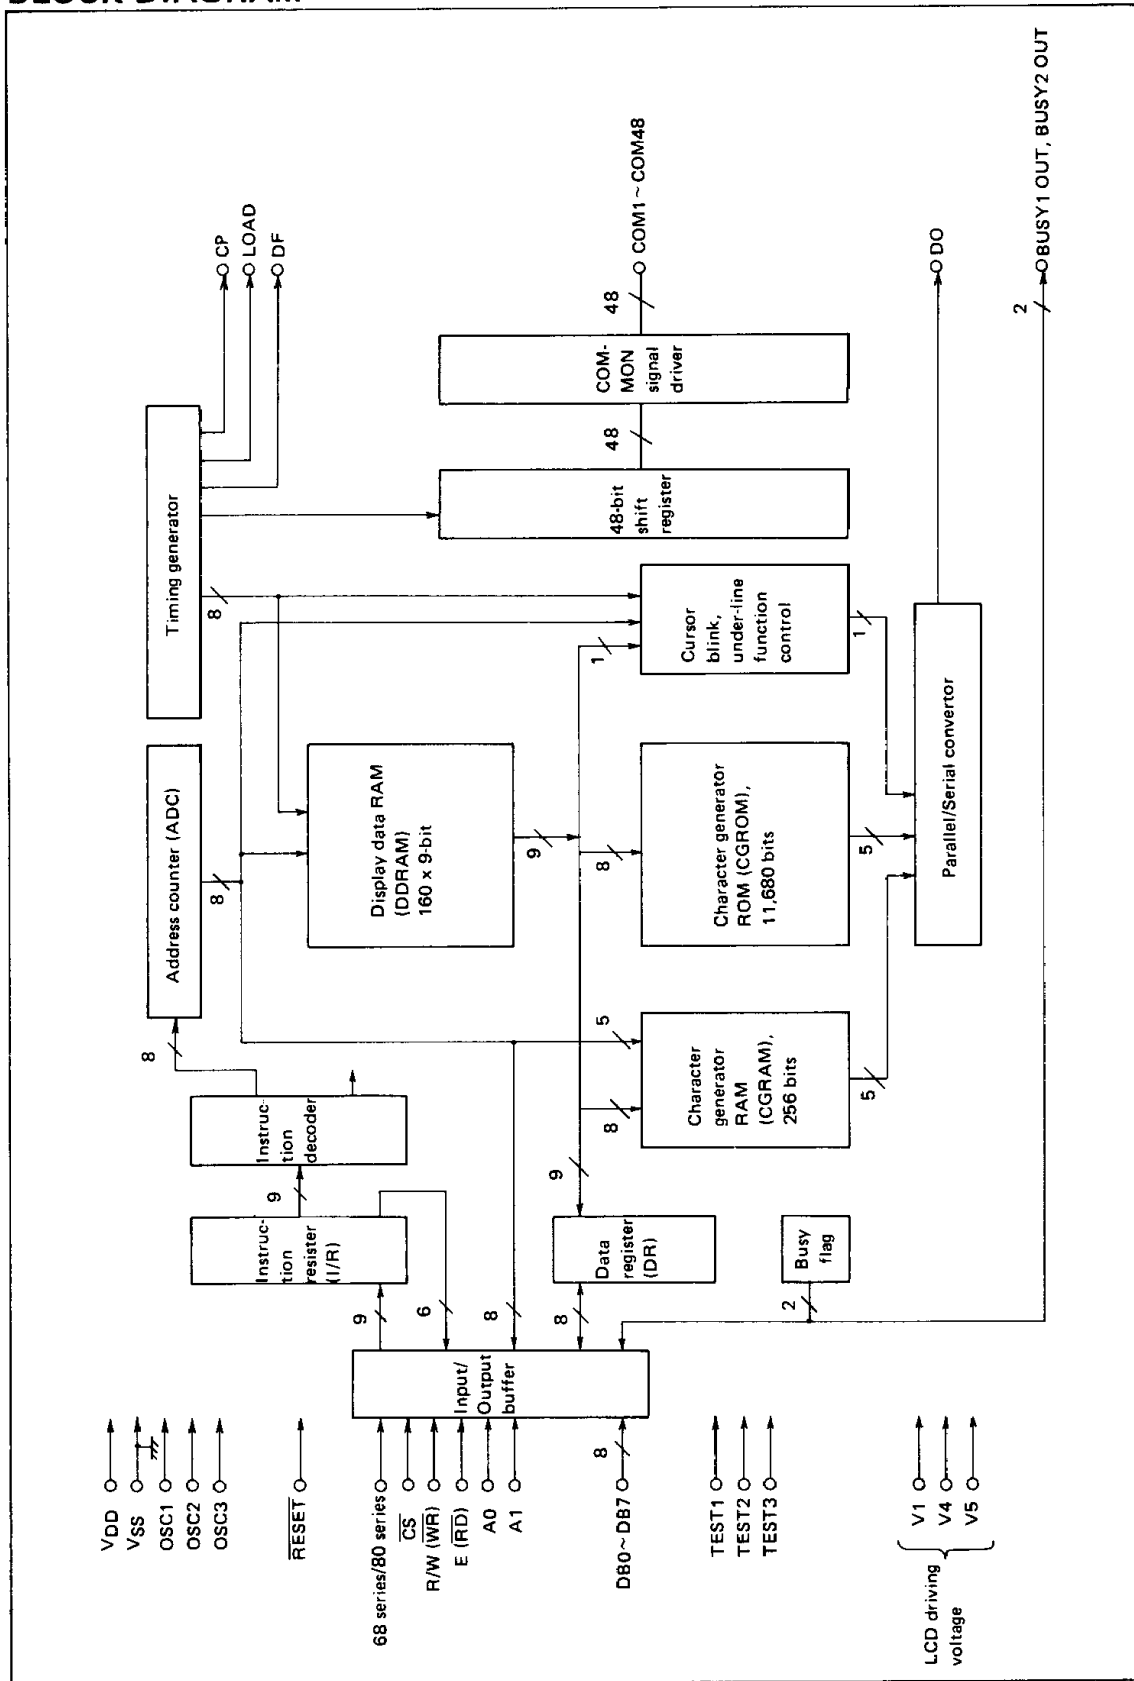 BLOCK DIAGRAM
VDD
VSS
OSC1
OSC2
OSC3
RESET
68 series/80 series
CS
R/W (WR)
E (RD)
A0
A1
DB0~DB7
8
TEST1
TEST2
TEST3
V1
V4
V5
LCD driving
voltage
Input/
Output
buffer
9
6
8
8
2
Instruc-
tion
resister
(I/R)
9
Instruc-
tion
decoder
8
Data
register
(DR)
9
Busy
flag
Address counter (ADC)
8
Timing generator
8
Display data RAM
(DDRAM)
160 x 9-bit
9
Character
generator
RAM
(CGRAM),
256 bits
8
5
5
Character generator
ROM (CGROM),
11,680 bits
8
5
Cursor
blink,
under-line
function
control
1
1
48-bit
shift
register
48
COM-
MON
signal
driver
48
Parallel/Serial convertor
CP
LOAD
DF
COM1~COM48
DO
2
BUSY1 OUT, BUSY2 OUT